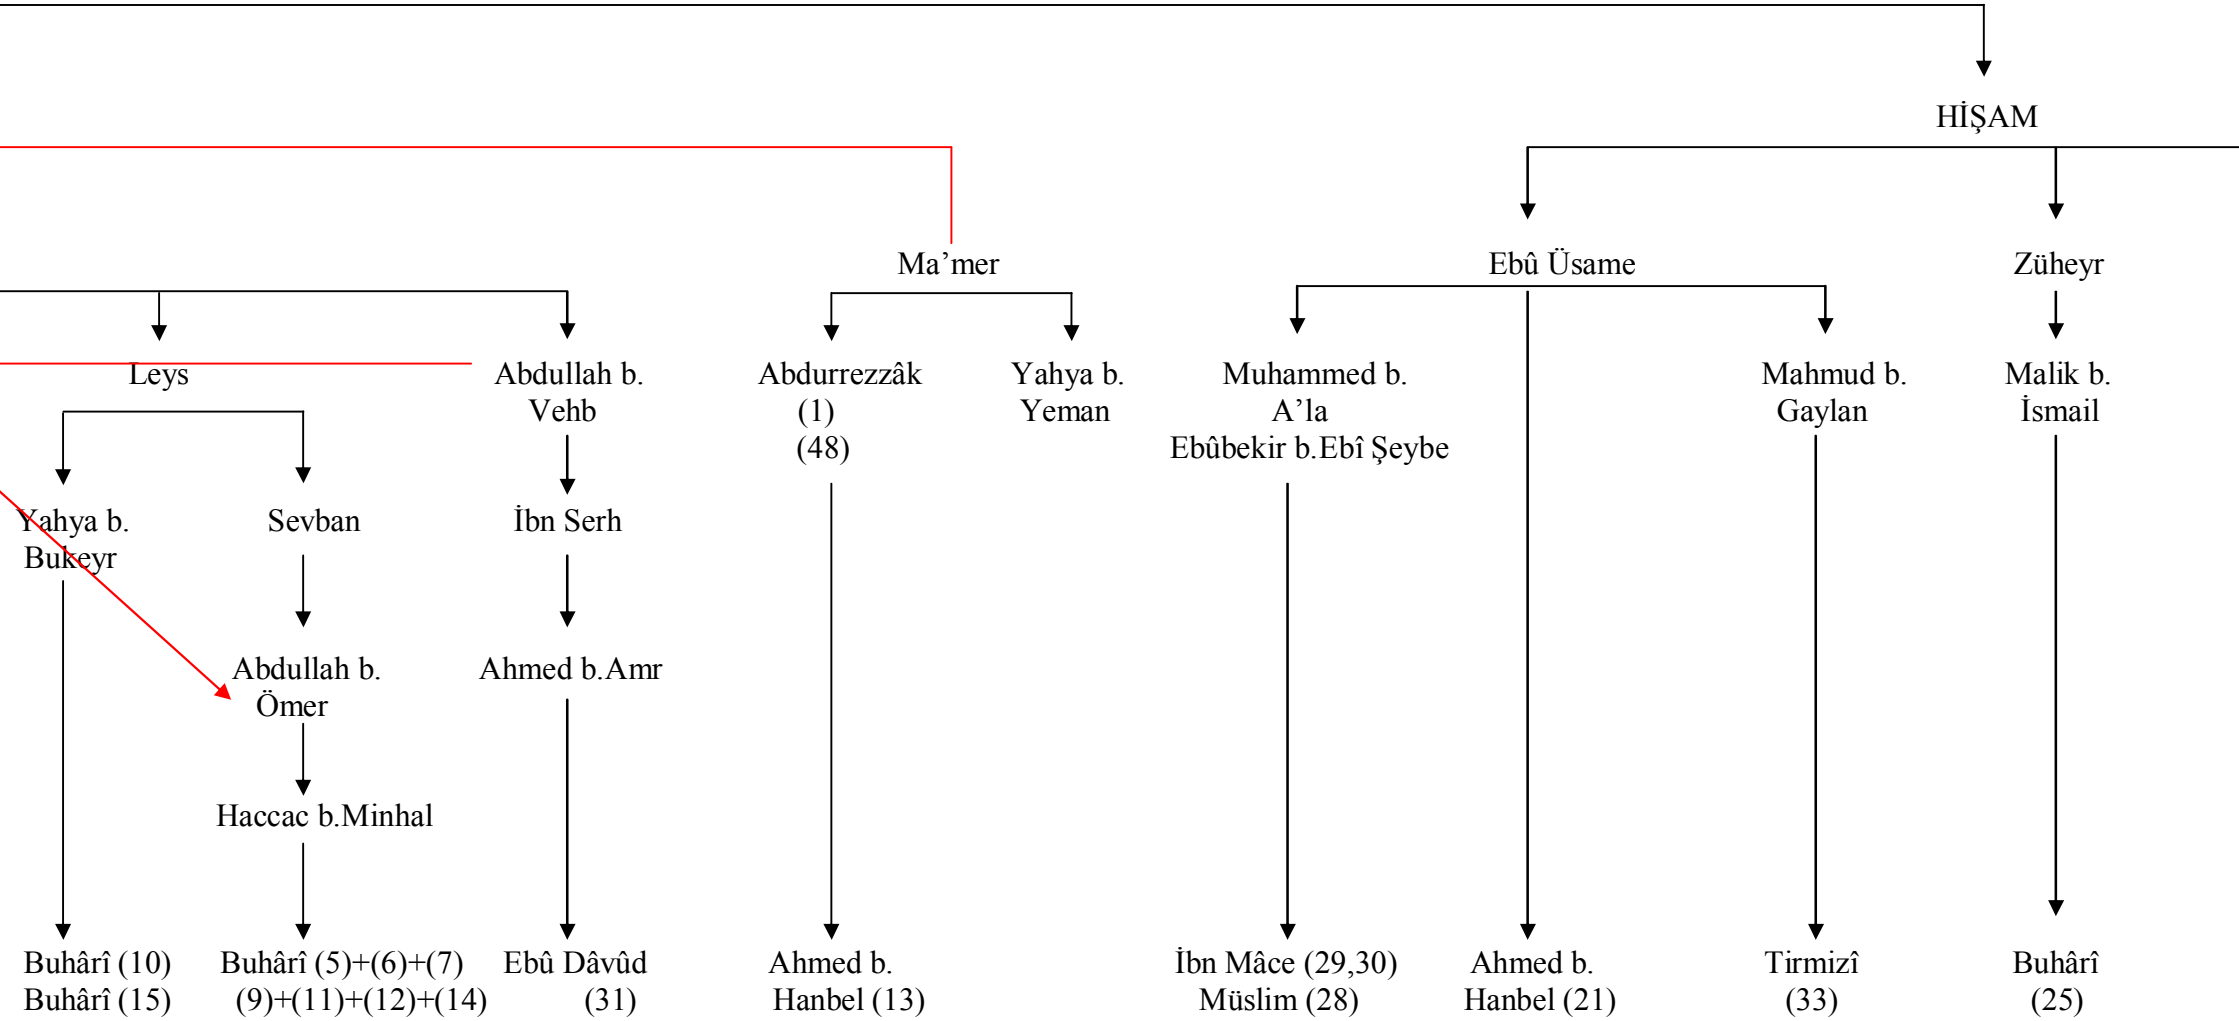 HİŞAM
Ma’mer
Ebû Üsame
Züheyr
Leys
Abdullah b.
Vehb
Abdurrezzâk
(1)
(48)
Yahya b.
Yeman
Muhammed b.
A’la
Ebûbekir b.Ebî Şeybe
Mahmud b.
Gaylan
Malik b.
İsmail
Yahya b.
Bukeyr
Sevban
İbn Serh
Abdullah b.
Ömer
Ahmed b.Amr
Haccac b.Minhal
Buhârî (10)
Buhârî (15)
Buhârî (5)+(6)+(7)
(9)+(11)+(12)+(14)
Ebû Dâvûd
(31)
Ahmed b.
Hanbel (13)
İbn Mâce (29,30)
Müslim (28)
Ahmed b.
Hanbel (21)
Tirmizî
(33)
Buhârî
(25)